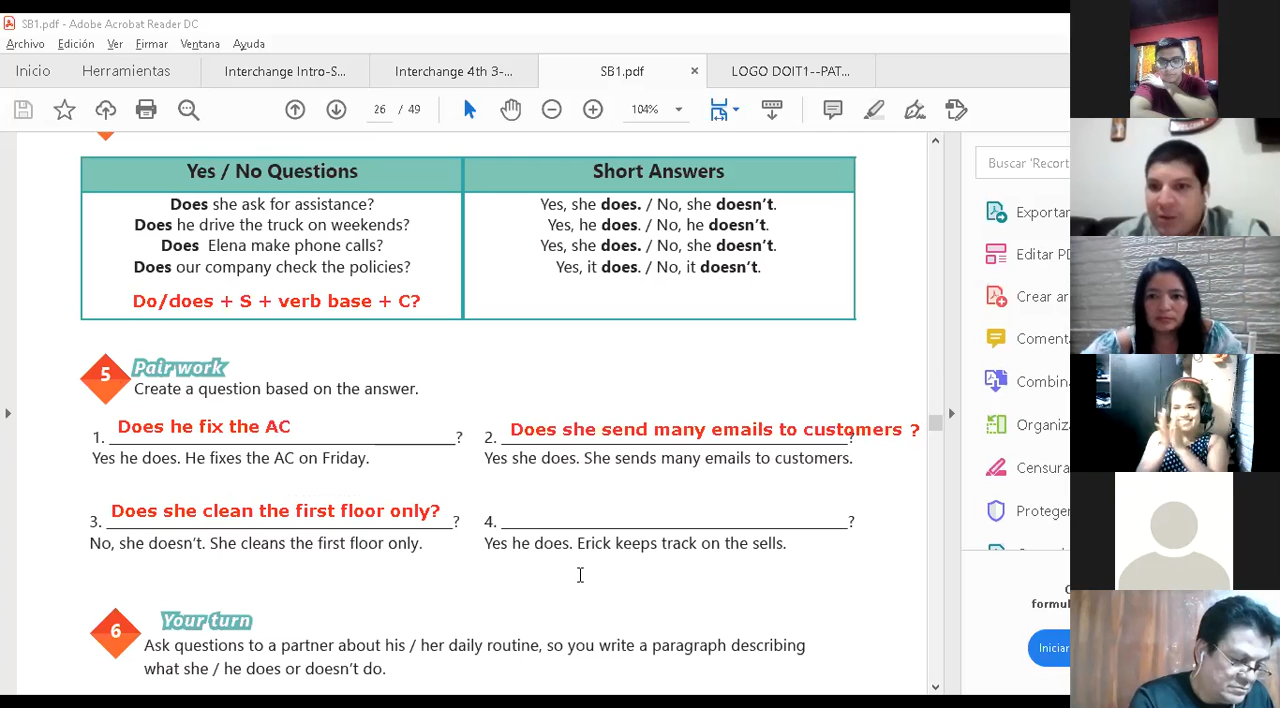 SB1.pdf - Adobe Acrobat Reader DC
Archivo Edición Ver Firmar Ventana Ayuda
Inicio Herramientas Interchange Intro-S... Interchange 4th 3-... SB1.pdf × LOGO DOIT1--PAT...
26 / 49 104%
Yes / No Questions Short Answers
Does she ask for assistance? Yes, she does. / No, she doesn't.
Does he drive the truck on weekends? Yes, he does. / No, he doesn't.
Does Elena make phone calls? Yes, she does. / No, she doesn't.
Does our company check the policies? Yes, it does. / No, it doesn't.
Do/does + S + verb base + C?
5 Pair work
Create a question based on the answer.
Does he fix the AC
1. ?
Yes he does. He fixes the AC on Friday.
Does she send many emails to customers ?
2. ?
Yes she does. She sends many emails to customers.
Does she clean the first floor only?
3. ?
No, she doesn't. She cleans the first floor only.
4. ?
Yes he does. Erick keeps track on the sells.
6 Your turn
Ask questions to a partner about his / her daily routine, so you write a paragraph describing
what she / he does or doesn't do.
Buscar 'Recort
Exportar
Editar PD
Crear ar
Coment
Combin
Organiz
Censura
Proteger
formul
Iniciar